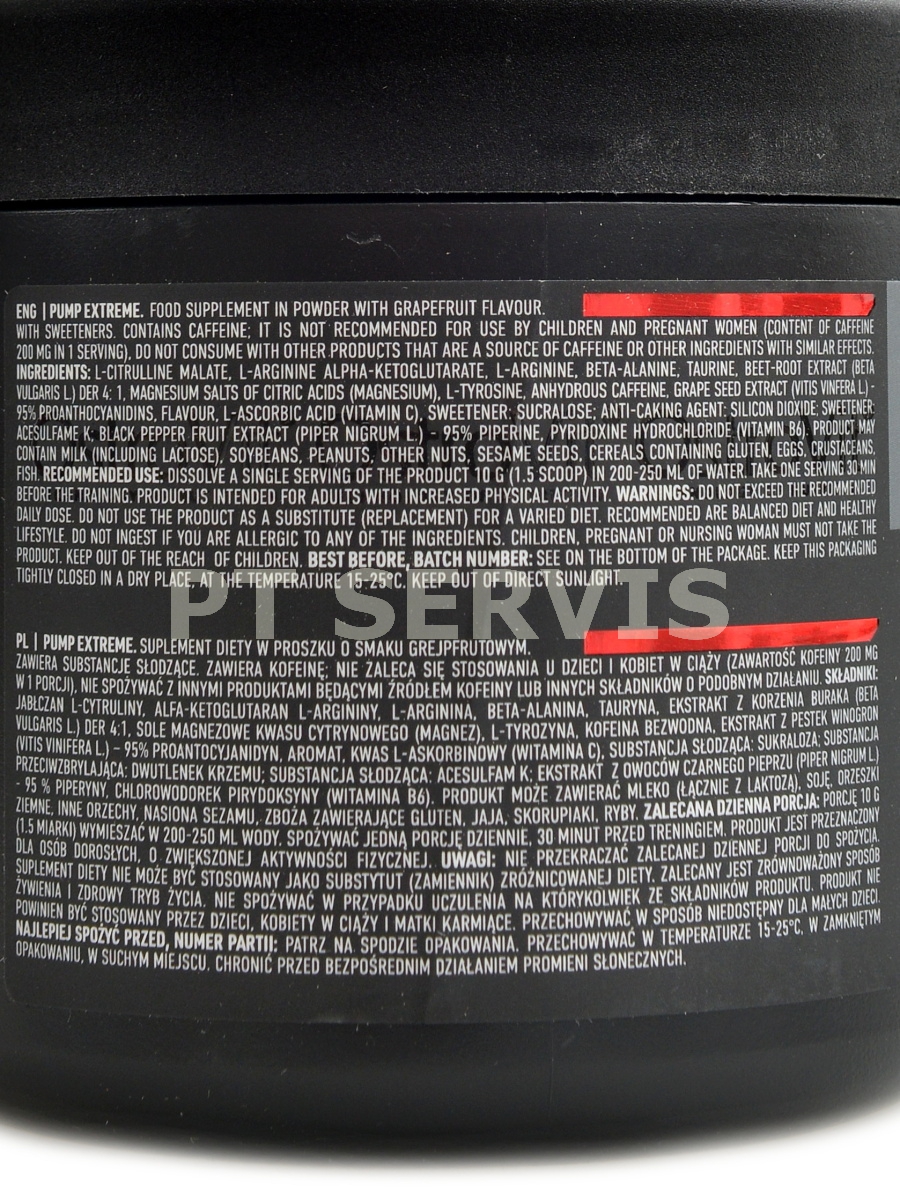 ENG | PUMP EXTREME. FOOD SUPPLEMENT IN POWDER WITH GRAPEFRUIT FLAVOUR.
WITH SWEETENERS. CONTAINS CAFFEINE; IT IS NOT RECOMMENDED FOR USE BY CHILDREN AND PREGNANT WOMEN (CONTENT OF CAFFEINE
200 MG IN 1 SERVING), DO NOT CONSUME WITH OTHER PRODUCTS THAT ARE A SOURCE OF CAFFEINE OR OTHER INGREDIENTS WITH SIMILAR EFFECTS.
INGREDIENTS: L-CITRULLINE MALATE, L-ARGININE ALPHA-KETOGLUTARATE, L-ARGININE, BETA-ALANINE, TAURINE, BEET-ROOT EXTRACT (BETA
VULGARIS L.) DER 4: 1, MAGNESIUM SALTS OF CITRIC ACIDS (MAGNESIUM), L-TYROSINE, ANHYDROUS CAFFEINE, GRAPE SEED EXTRACT (VITIS VINIFERA L.) -
95% PROANTHOCYANIDINS, FLAVOUR, L-ASCORBIC ACID (VITAMIN C), SWEETENER: SUCRALOSE; ANTI-CAKING AGENT: SILICON DIOXIDE; SWEETENER:
ACESULFAME K; BLACK PEPPER FRUIT EXTRACT (PIPER NIGRUM L.) - 95% PIPERINE, PYRIDOXINE HYDROCHLORIDE (VITAMIN B6). PRODUCT MAY
CONTAIN MILK (INCLUDING LACTOSE), SOYBEANS, PEANUTS, OTHER NUTS, SESAME SEEDS, CEREALS CONTAINING GLUTEN, EGGS, CRUSTACEANS,
FISH. RECOMMENDED USE: DISSOLVE A SINGLE SERVING OF THE PRODUCT 10 G (1.5 SCOOP) IN 200-250 ML OF WATER. TAKE ONE SERVING 30 MIN
BEFORE THE TRAINING. PRODUCT IS INTENDED FOR ADULTS WITH INCREASED PHYSICAL ACTIVITY. WARNINGS: DO NOT EXCEED THE RECOMMENDED
DAILY DOSE. DO NOT USE THE PRODUCT AS A SUBSTITUTE (REPLACEMENT) FOR A VARIED DIET. RECOMMENDED ARE BALANCED DIET AND HEALTHY
LIFESTYLE. DO NOT INGEST IF YOU ARE ALLERGIC TO ANY OF THE INGREDIENTS. CHILDREN, PREGNANT OR NURSING WOMAN MUST NOT TAKE THE
PRODUCT. KEEP OUT OF THE REACH OF CHILDREN. BEST BEFORE, BATCH NUMBER: SEE ON THE BOTTOM OF THE PACKAGE. KEEP THIS PACKAGING
TIGHTLY CLOSED IN A DRY PLACE, AT THE TEMPERATURE 15-25°C. KEEP OUT OF DIRECT SUNLIGHT.
PT SERVIS
PL | PUMP EXTREME. SUPLEMENT DIETY W PROSZKU O SMAKU GREJPFRUTOWYM.
ZAWIERA SUBSTANCJE SŁODZĄCE. ZAWIERA KOFEINĘ; NIE ZALECA SIĘ STOSOWANIA U DZIECI I KOBIET W CIĄŻY (ZAWARTOŚĆ KOFEINY 200 MG
W 1 PORCJI), NIE SPOŻYWAĆ Z INNYMI PRODUKTAMI BĘDĄCYMI ŹRÓDŁEM KOFEINY LUB INNYCH SKŁADNIKÓW O PODOBNYM DZIAŁANIU. SKŁADNIKI:
JABŁCZAN L-CYTRULINY, ALFA-KETOGLUTARAN L-ARGININY, L-ARGININA, BETA-ALANINA, TAURYNA, EKSTRAKT Z KORZENIA BURAKA (BETA
VULGARIS L.) DER 4:1, SOLE MAGNEZOWE KWASU CYTRYNOWEGO (MAGNEZ), L-TYROZYNA, KOFEINA BEZWODNA, EKSTRAKT Z PESTEK WINOGRON
(VITIS VINIFERA L.) – 95% PROANTOCYJANIDYN, AROMAT, KWAS L-ASKORBINOWY (WITAMINA C), SUBSTANCJA SŁODZĄCA: SUKRALOZA; SUBSTANCJA
PRZECIWZBRYLAJĄCA: DWUTLENEK KRZEMU; SUBSTANCJA SŁODZĄCA: ACESULFAM K; EKSTRAKT Z OWOCÓW CZARNEGO PIEPRZU (PIPER NIGRUM L.)
- 95 % PIPERYNY, CHLOROWODOREK PIRYDOKSYNY (WITAMINA B6). PRODUKT MOŻE ZAWIERAĆ MLEKO (ŁĄCZNIE Z LAKTOZĄ), SOJĘ, ORZESZKI
ZIEMNE, INNE ORZECHY, NASIONA SEZAMU, ZBOŻA ZAWIERAJĄCE GLUTEN, JAJA, SKORUPIAKI, RYBY. ZALECANA DZIENNA PORCJA: PORCJĘ 10 G
(1.5 MIARKI) WYMIESZAĆ W 200-250 ML WODY. SPOŻYWAĆ JEDNĄ PORCJĘ DZIENNIE, 30 MINUT PRZED TRENINGIEM. PRODUKT JEST PRZEZNACZONY
DLA OSÓB DOROSŁYCH, O ZWIĘKSZONEJ AKTYWNOŚCI FIZYCZNEJ. UWAGI: NIE PRZEKRACZAĆ ZALECANEJ DZIENNEJ PORCJI DO SPOŻYCIA.
SUPLEMENT DIETY NIE MOŻE BYĆ STOSOWANY JAKO SUBSTYTUT (ZAMIENNIK) ZRÓŻNICOWANEJ DIETY. ZALECANY JEST ZRÓWNOWAŻONY SPOSÓB
ŻYWIENIA I ZDROWY TRYB ŻYCIA. NIE SPOŻYWAĆ W PRZYPADKU UCZULENIA NA KTÓRYKOLWIEK ZE SKŁADNIKÓW PRODUKTU. PRODUKT NIE
POWINIEN BYĆ STOSOWANY PRZEZ DZIECI, KOBIETY W CIĄŻY I MATKI KARMIĄCE. PRZECHOWYWAĆ W SPOSÓB NIEDOSTĘPNY DLA MAŁYCH DZIECI.
NAJLEPIEJ SPOŻYĆ PRZED, NUMER PARTII: PATRZ NA SPODZIE OPAKOWANIA. PRZECHOWYWAĆ W TEMPERATURZE 15-25°C, W ZAMKNIĘTYM
OPAKOWANIU, W SUCHYM MIEJSCU. CHRONIĆ PRZED BEZPOŚREDNIM DZIAŁANIEM PROMIENI SŁONECZNYCH.